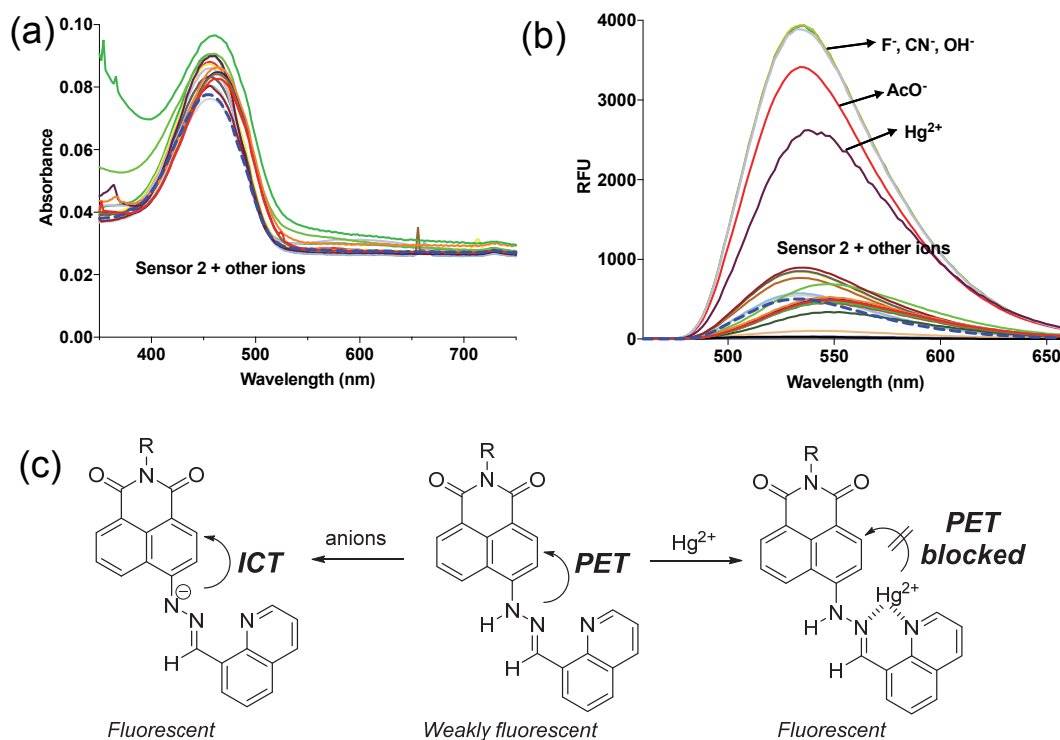 (a)
0.10
0.08
0.06
0.04
0.02
0.00
Absorbance
Sensor 2 + other ions
400
500
600
700
Wavelength (nm)
(b)
4000
3000
2000
1000
0
RFU
F⁻, CN⁻, OH⁻
AcO⁻
Hg²⁺
Sensor 2 + other ions
500
550
600
650
Wavelength (nm)
(c)
R
O
N
O
ICT
N⊖
N
N
H
Fluorescent
anions
R
O
N
O
PET
N
H
N
N
H
Weakly fluorescent
Hg²⁺
R
O
N
O
PET
blocked
Hg²⁺
N
H
N
N
H
Fluorescent